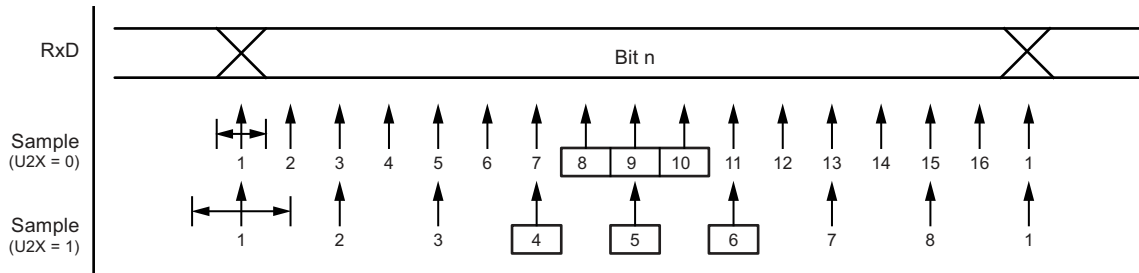 RxD Bit n
Sample
(U2X = 0)
1 2 3 4 5 6 7 8 9 10 11 12 13 14 15 16 1
Sample
(U2X = 1)
1 2 3 4 5 6 7 8 1